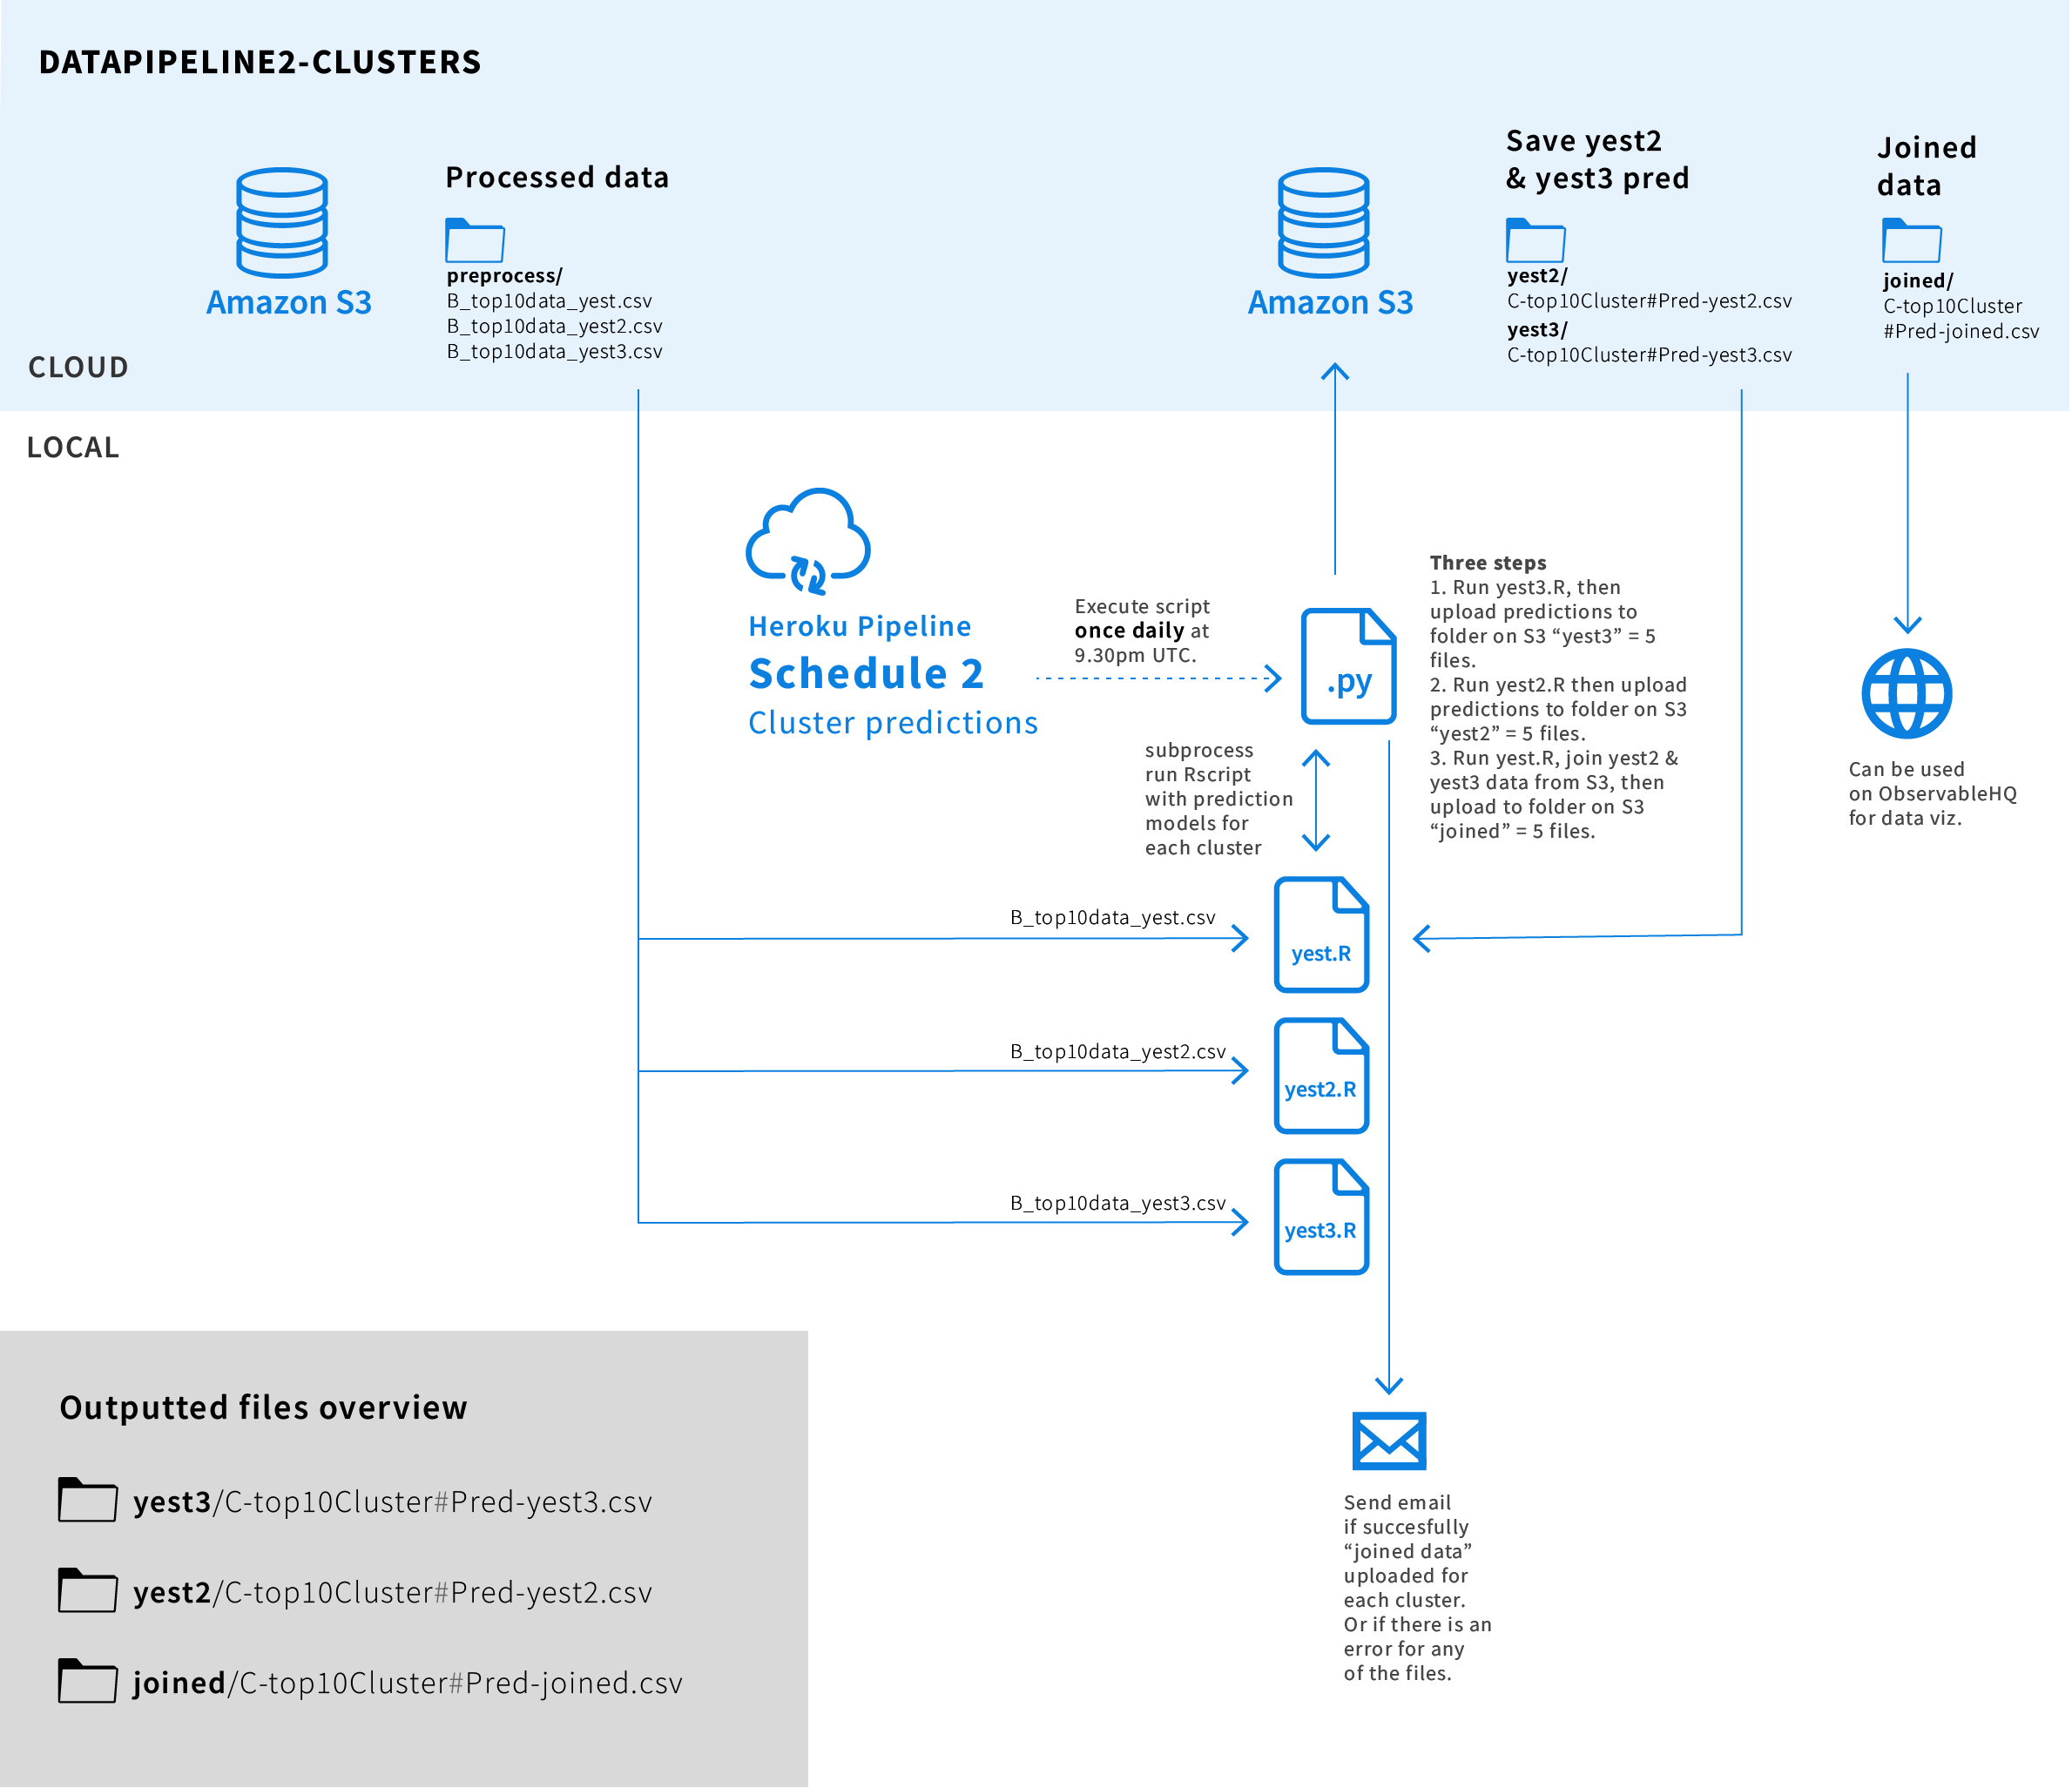 DATAPIPELINE2-CLUSTERS
Amazon S3
Processed data
preprocess/
B_top10data_yest.csv
B_top10data_yest2.csv
B_top10data_yest3.csv
Amazon S3
Save yest2
& yest3 pred
yest2/
C-top10Cluster#Pred-yest2.csv
yest3/
C-top10Cluster#Pred-yest3.csv
Joined
data
joined/
C-top10Cluster
#Pred-joined.csv
CLOUD
LOCAL
Heroku Pipeline
Schedule 2
Cluster predictions
Execute script
once daily at
9.30pm UTC.
.py
Three steps
1. Run yest3.R, then
upload predictions to
folder on S3 “yest3” = 5
files.
2. Run yest2.R then upload
predictions to folder on S3
“yest2” = 5 files.
3. Run yest.R, join yest2 &
yest3 data from S3, then
upload to folder on S3
“joined” = 5 files.
Can be used
on ObservableHQ
for data viz.
subprocess
run Rscript
with prediction
models for
each cluster
B_top10data_yest.csv
yest.R
B_top10data_yest2.csv
yest2.R
B_top10data_yest3.csv
yest3.R
Send email
if succesfully
“joined data”
uploaded for
each cluster.
Or if there is an
error for any
of the files.
Outputted files overview
yest3/C-top10Cluster#Pred-yest3.csv
yest2/C-top10Cluster#Pred-yest2.csv
joined/C-top10Cluster#Pred-joined.csv